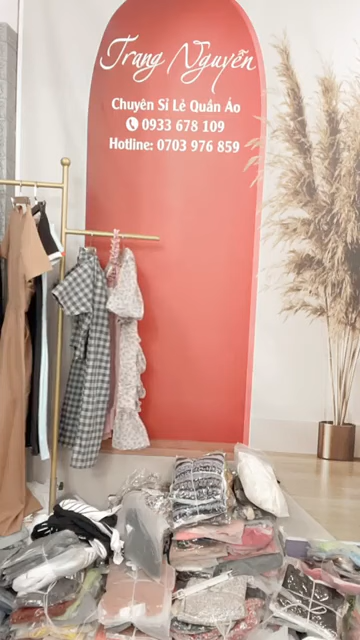 Trang Nguyễn
Chuyên Sỉ Lẻ Quần Áo
0933 678 109
Hotline: 0703 976 859